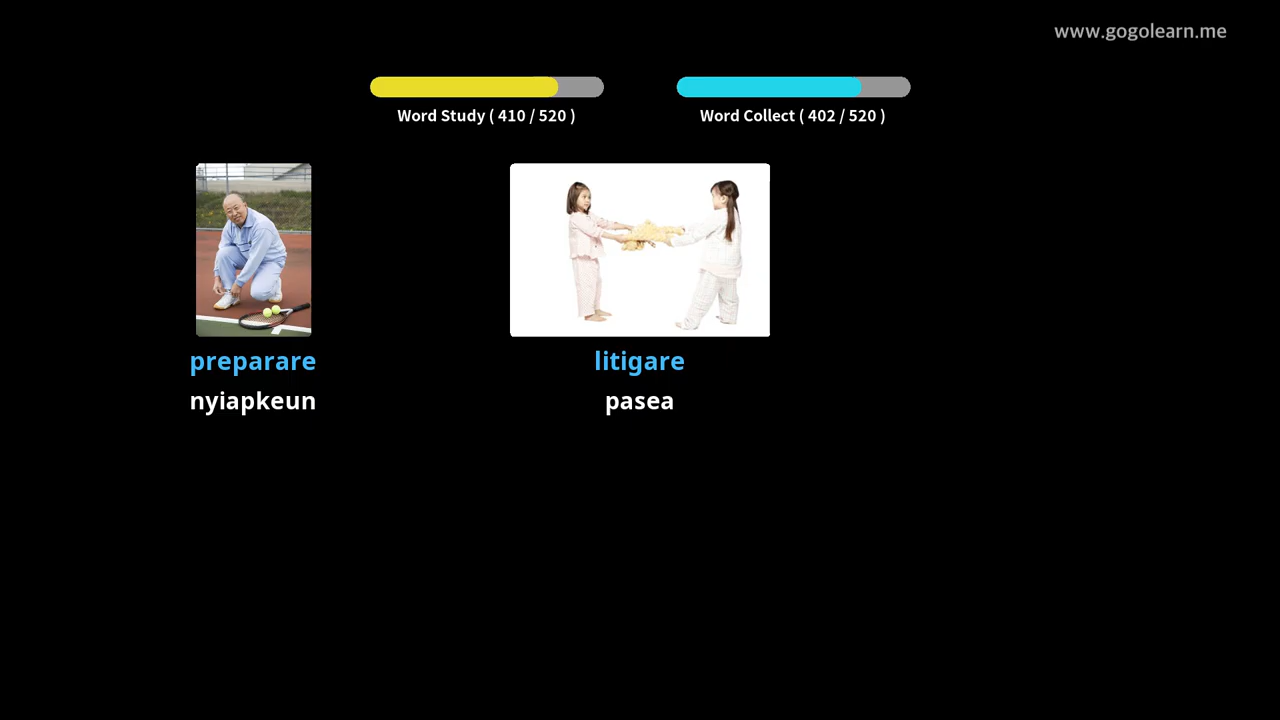 www.gogolearn.me
Word Study ( 410 / 520 )
Word Collect ( 402 / 520 )
preparare
nyiapkeun
litigare
pasea